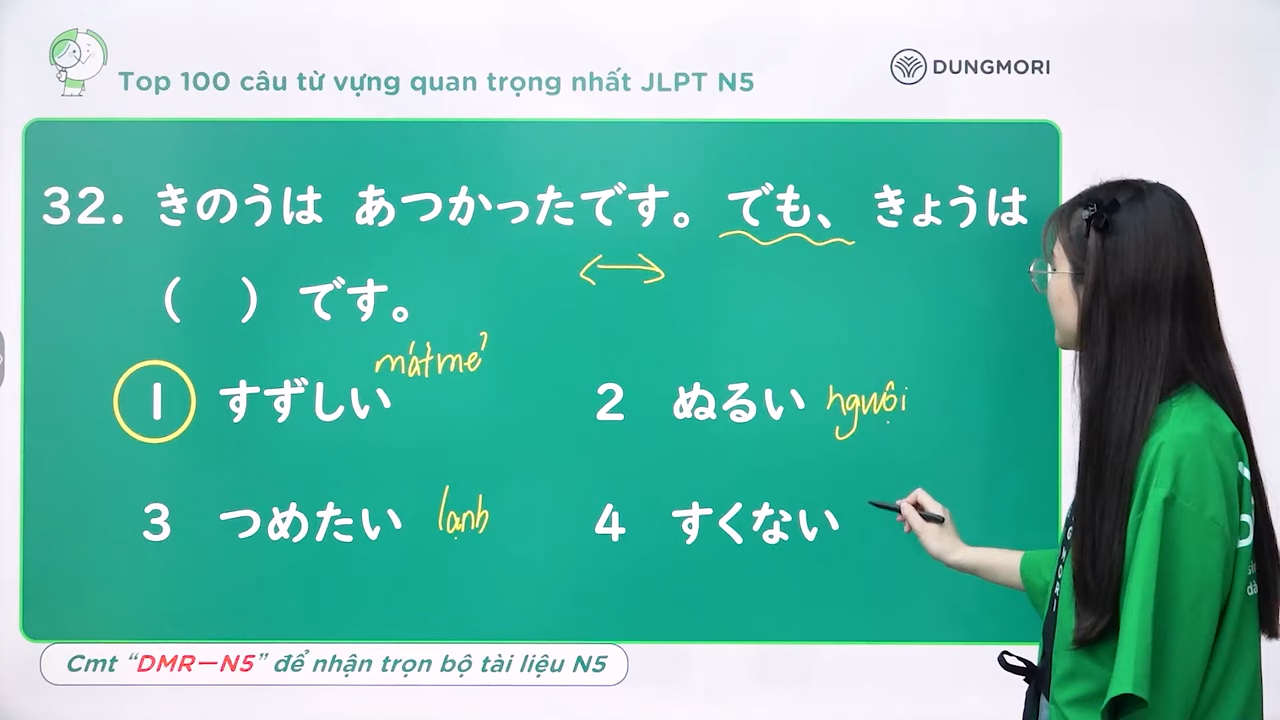 Top 100 câu từ vựng quan trọng nhất JLPT N5
DUNGMORI
32. きのうは あつかったです。でも、 きょうは
( ) です。
mát mẻ
1 すずしい
2 ぬるい nguội
3 つめたい lạnh
4 すくない
Cmt “DMR—N5” để nhận trọn bộ tài liệu N5